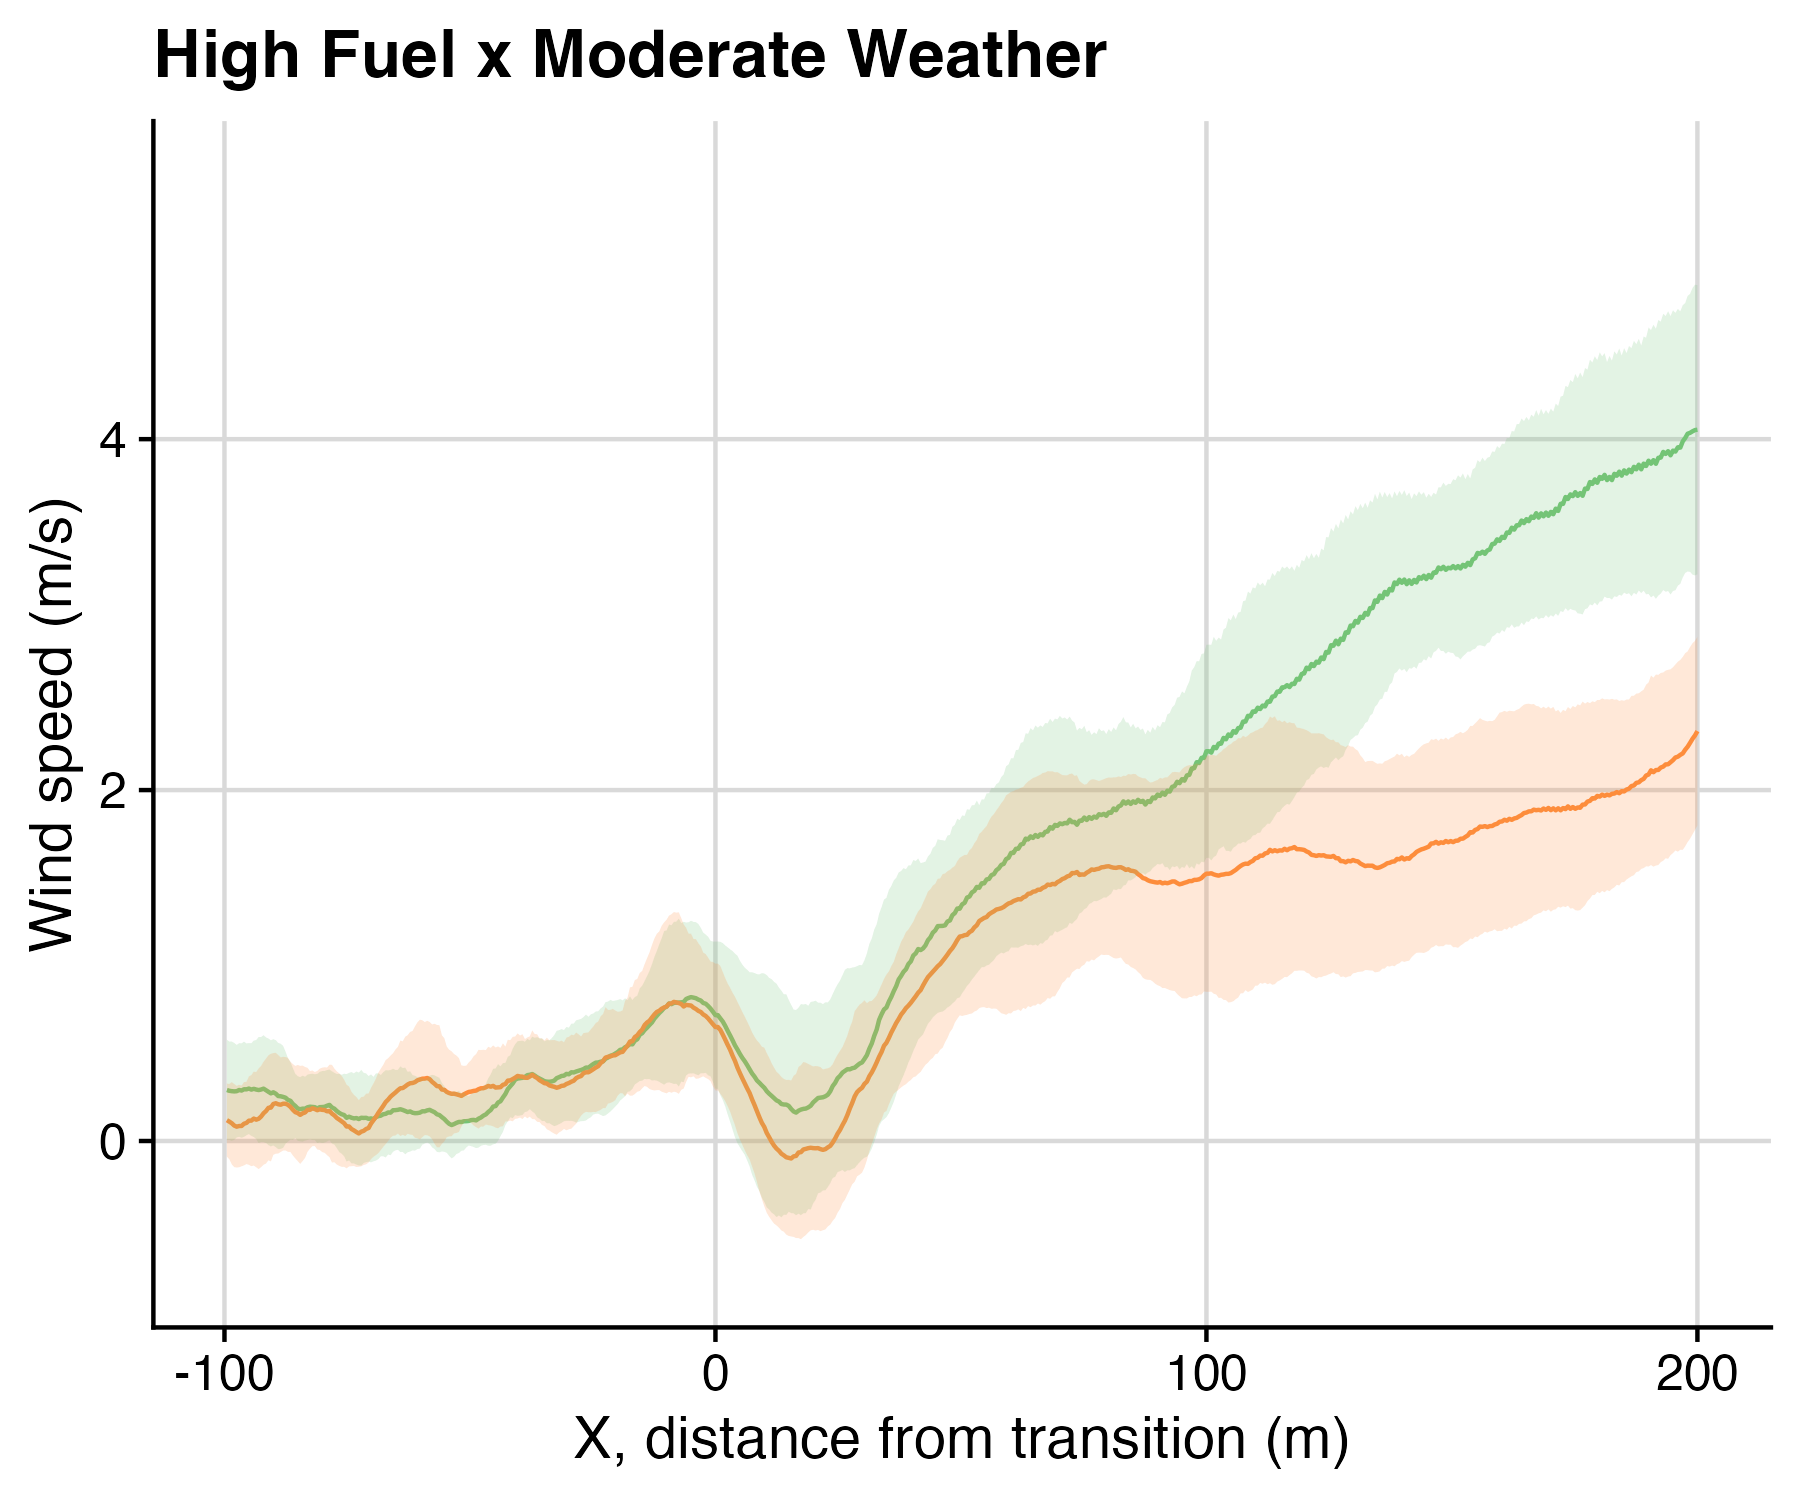 High Fuel x Moderate Weather
Wind speed (m/s)
4
2
0
-100 0 100 200
X, distance from transition (m)